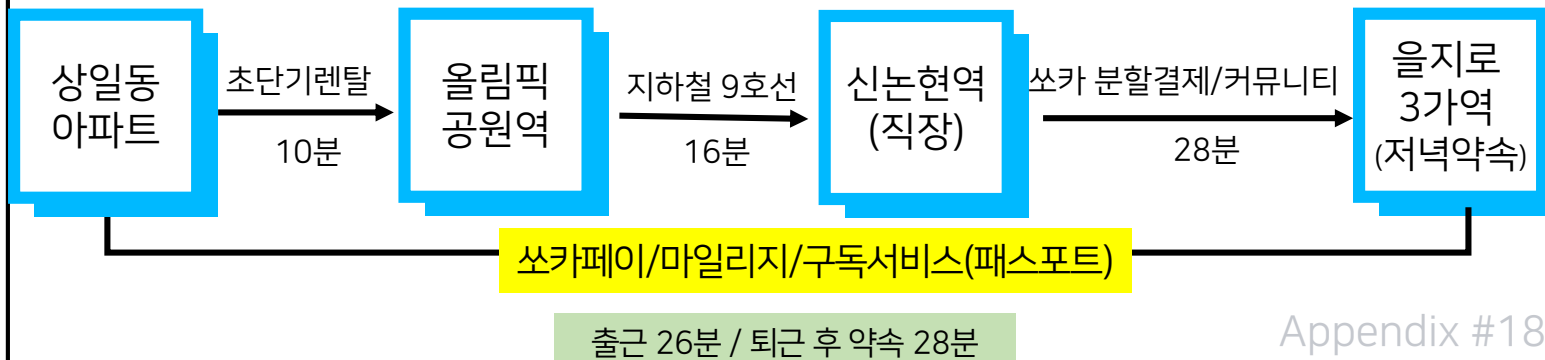 상일동
아파트
초단기렌탈
10분
올림픽
공원역
지하철 9호선
16분
신논현역
(직장)
쏘카 분할결제/커뮤니티
28분
을지로
3가역
(저녁약속)
쏘카페이/마일리지/구독서비스(패스포트)
출근 26분 / 퇴근 후 약속 28분
Appendix #18